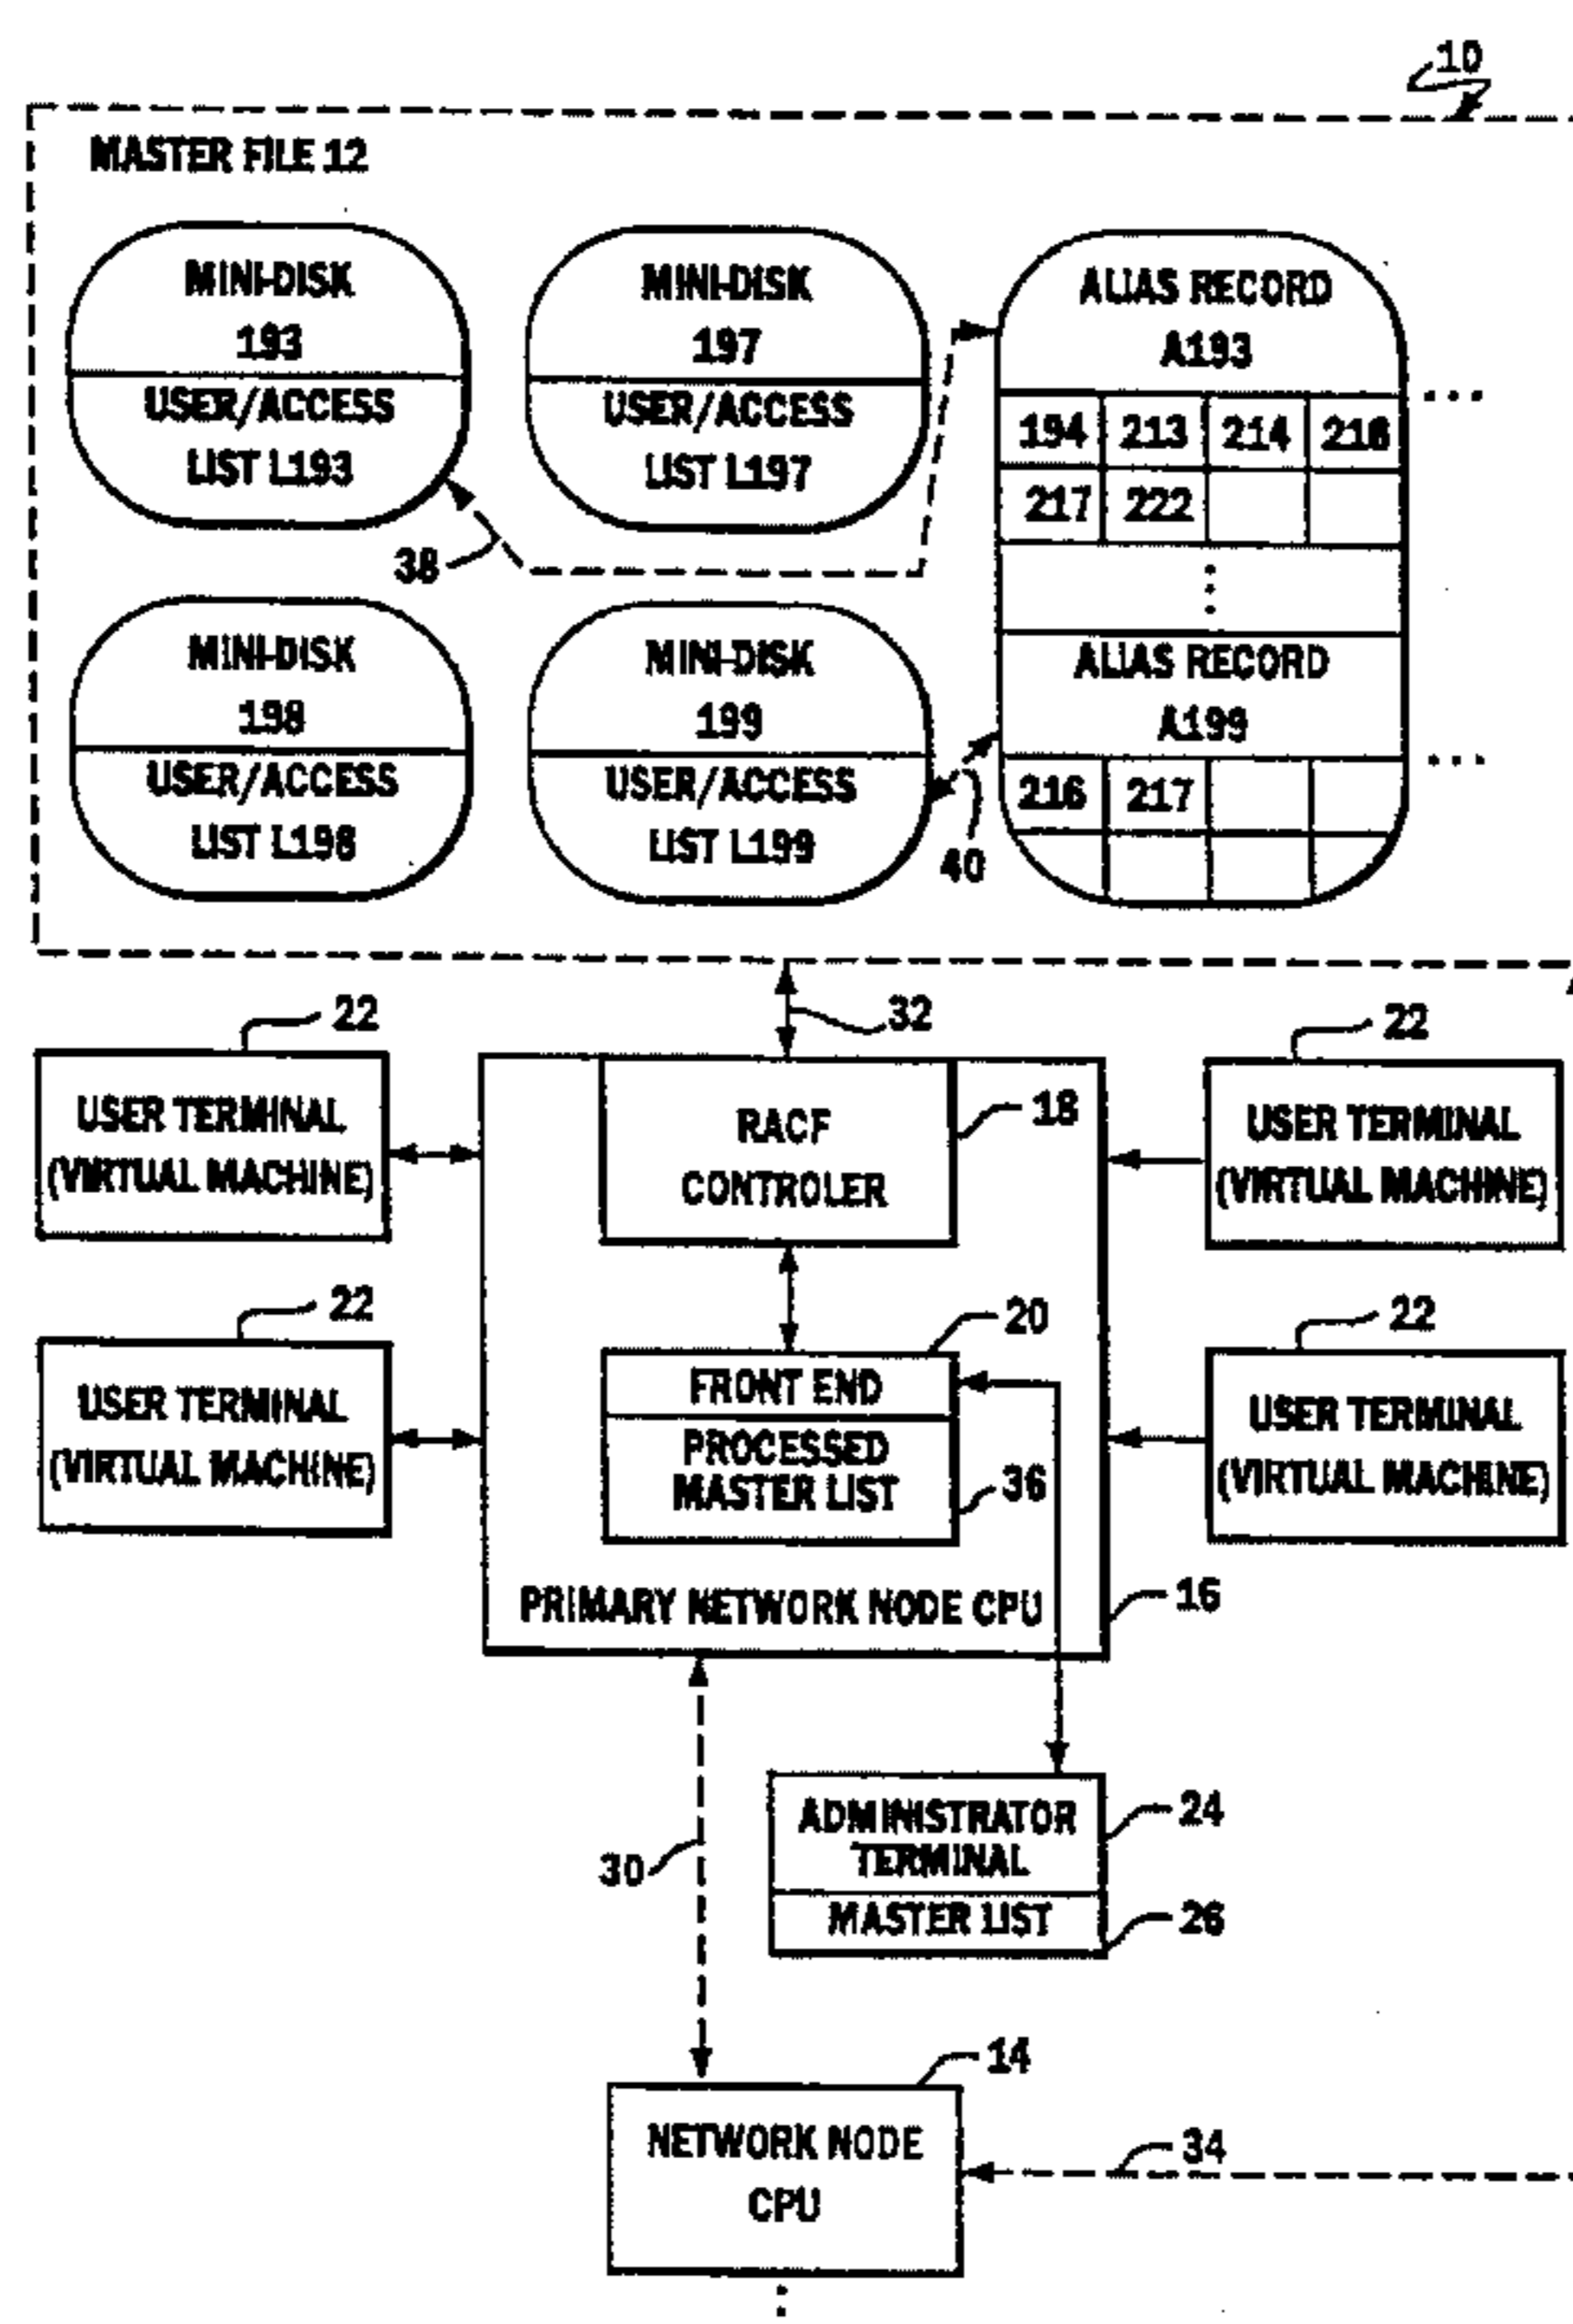 10
MASTER FILE 12
MINI-DISK
193
USER/ACCESS
LIST L193
MINI-DISK
197
USER/ACCESS
LIST L197
ALIAS RECORD
A193
194 213 214 216
217 222
38
MINI-DISK
198
USER/ACCESS
LIST L198
MINI-DISK
199
USER/ACCESS
LIST L199
ALIAS RECORD
A199
216 217
40
32
22
USER TERMINAL
(VIRTUAL MACHINE)
22
USER TERMINAL
(VIRTUAL MACHINE)
RACF
CONTROLER
18
20
FRONT END
PROCESSED
MASTER LIST
36
PRIMARY NETWORK NODE CPU
16
22
USER TERMINAL
(VIRTUAL MACHINE)
22
USER TERMINAL
(VIRTUAL MACHINE)
30
ADMINISTRATOR
TERMINAL
24
MASTER LIST
26
14
NETWORK NODE
CPU
34